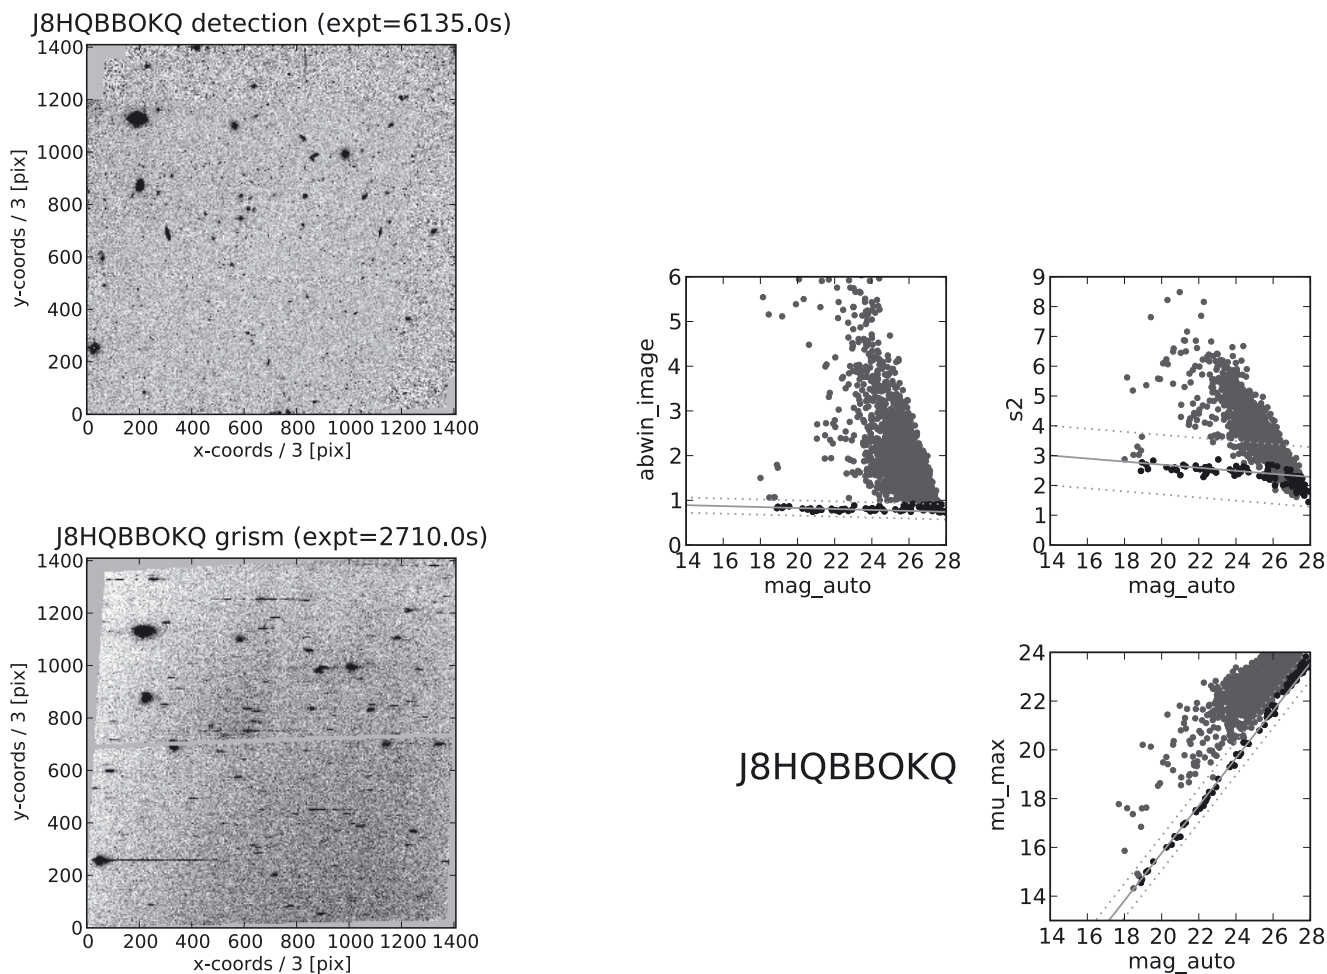 J8HQBBOKQ detection (expt=6135.0s)
1400
1200
1000
800
600
400
200
0
y-coords / 3 [pix]
0 200 400 600 800 1000 1200 1400
x-coords / 3 [pix]
6
5
4
3
2
1
0
abwin_image
14 16 18 20 22 24 26 28
mag_auto
9
8
7
6
5
4
3
2
1
0
s2
14 16 18 20 22 24 26 28
mag_auto
J8HQBBOKQ grism (expt=2710.0s)
1400
1200
1000
800
600
400
200
0
y-coords / 3 [pix]
0 200 400 600 800 1000 1200 1400
x-coords / 3 [pix]
J8HQBBOKQ
24
22
20
18
16
14
mu_max
14 16 18 20 22 24 26 28
mag_auto